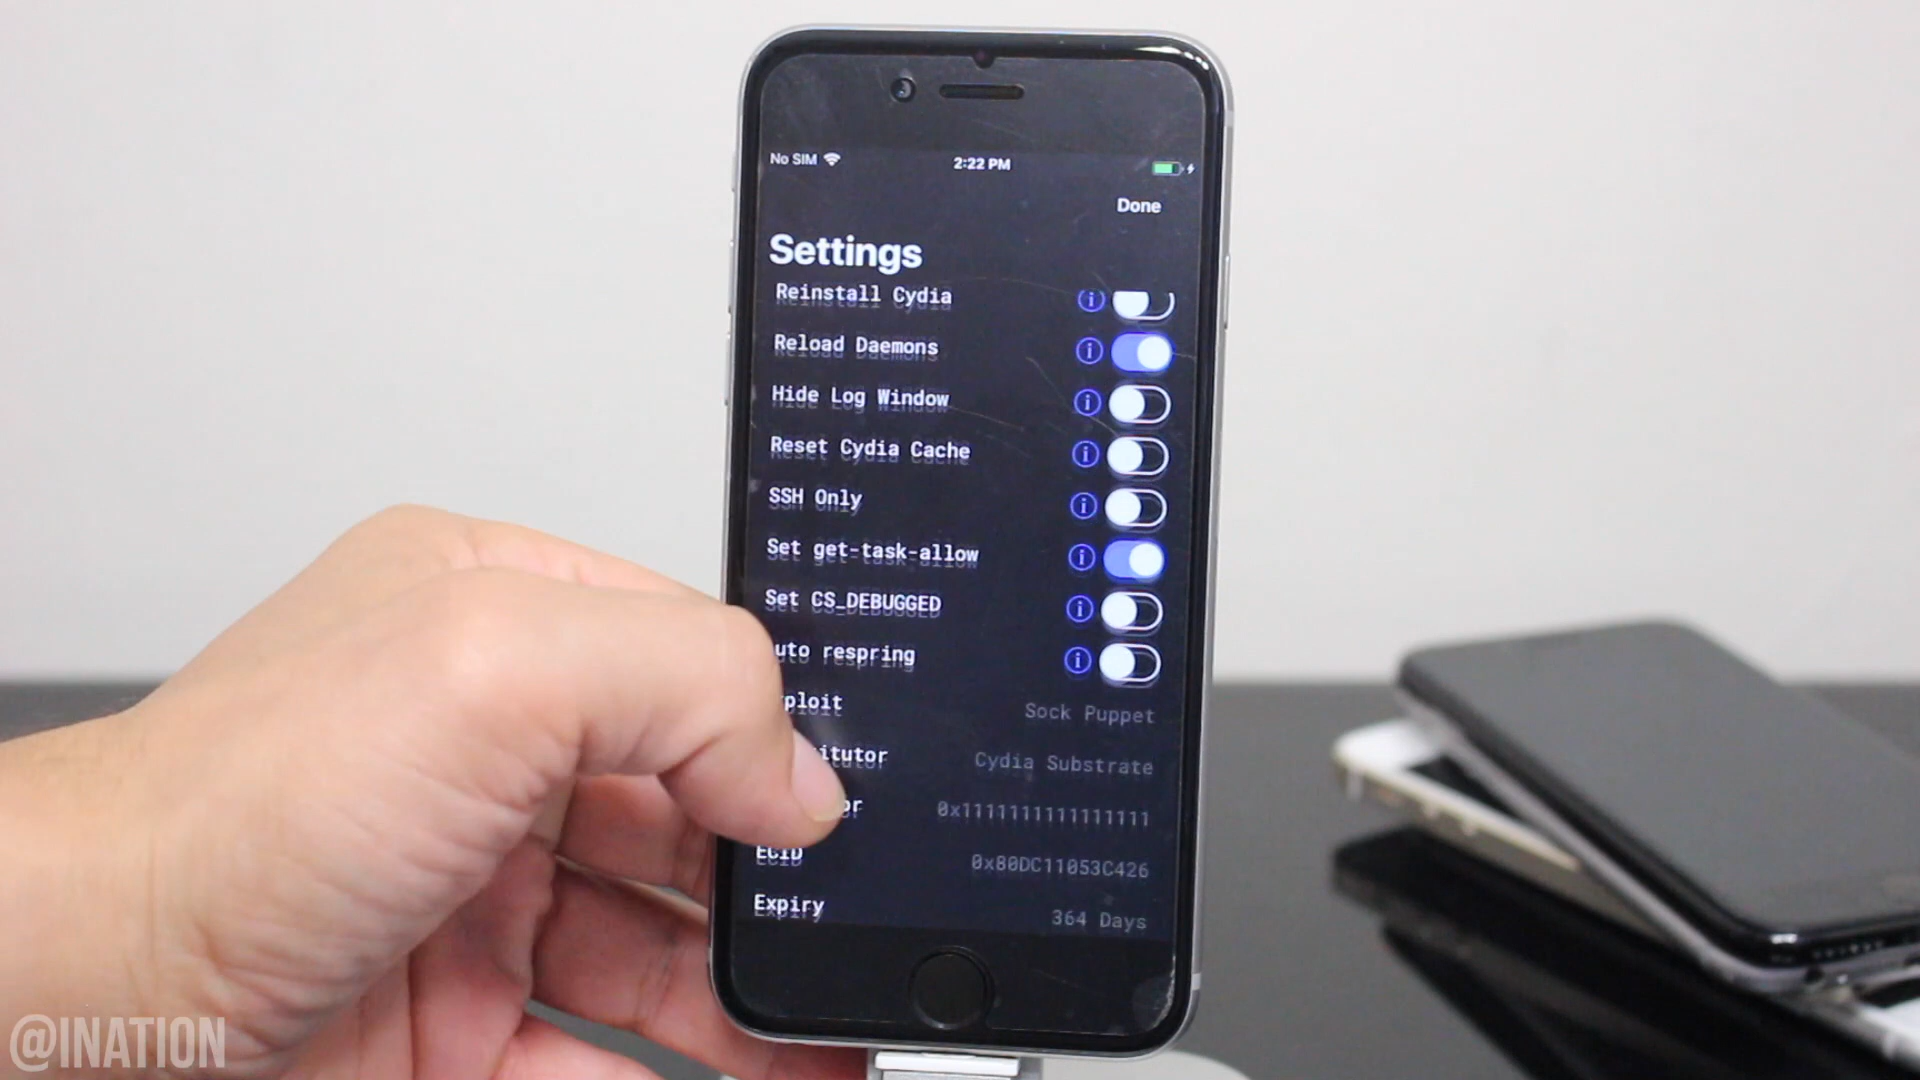 No SIM 2:22 PM
Done
Settings
Reinstall Cydia
Reload Daemons
Hide Log Window
Reset Cydia Cache
SSH Only
Set get-task-allow
Set CS_DEBUGGED
uto respring
ploit Sock Puppet
itutor Cydia Substrate
or 0x1111111111111111
ECID 0x80DC11053C426
Expiry 364 Days
@INATION